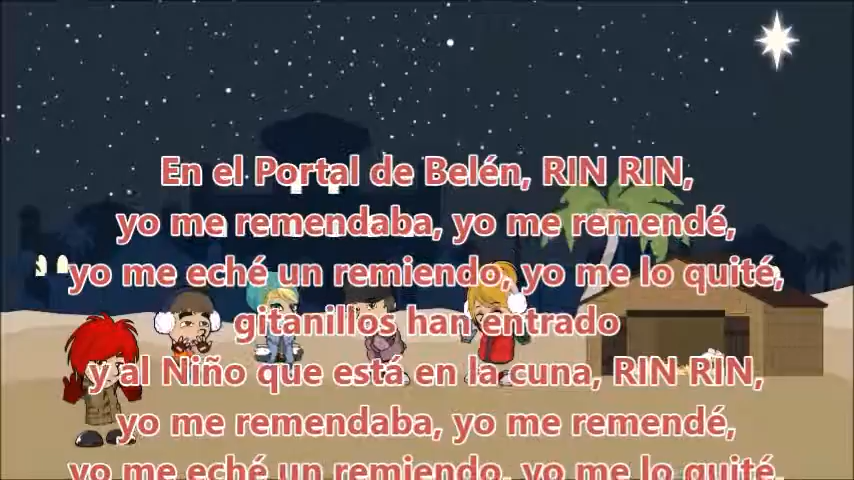 En el Portal de Belén, RIN RIN,
yo me remendaba, yo me remendé,
yo me eché un remiendo, yo me lo quité,
gitanillos han entrado
y al Niño que está en la cuna, RIN RIN,
yo me remendaba, yo me remendé,
yo me eché un remiendo, yo me lo quité,